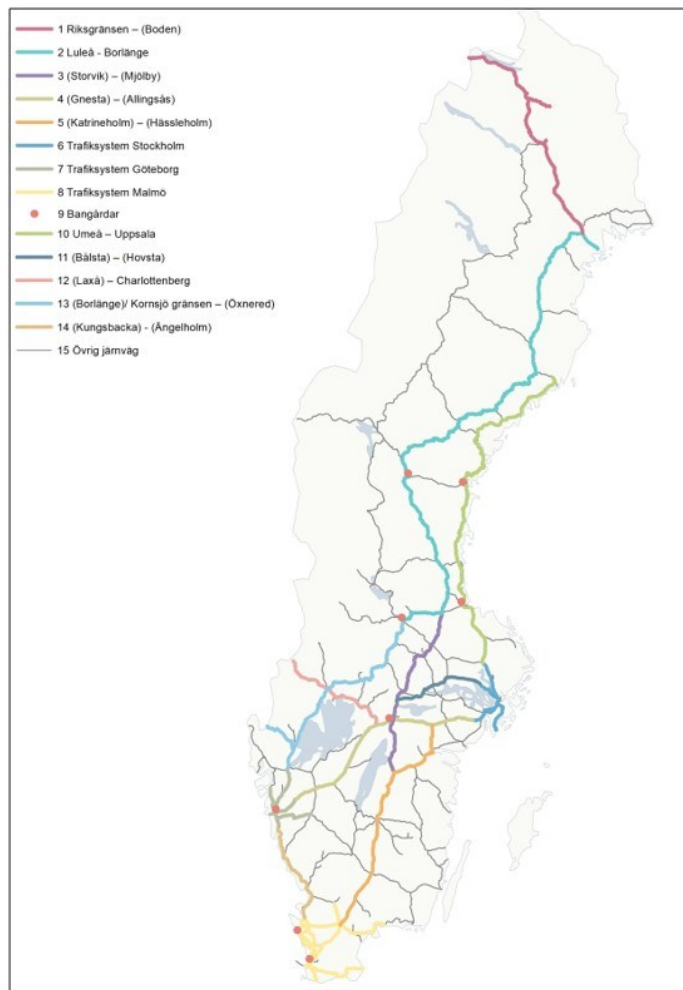 1 Riksgränsen – (Boden)
2 Luleå - Borlänge
3 (Storvik) – (Mjölby)
4 (Gnesta) – (Allingsås)
5 (Katrineholm) – (Hässleholm)
6 Trafiksystem Stockholm
7 Trafiksystem Göteborg
8 Trafiksystem Malmö
9 Bangårdar
10 Umeå – Uppsala
11 (Bålsta) – (Hovsta)
12 (Laxå) – Charlottenberg
13 (Borlänge)/ Kornsjö gränsen – (Öxnered)
14 (Kungsbacka) - (Ängelholm)
15 Övrig järnväg